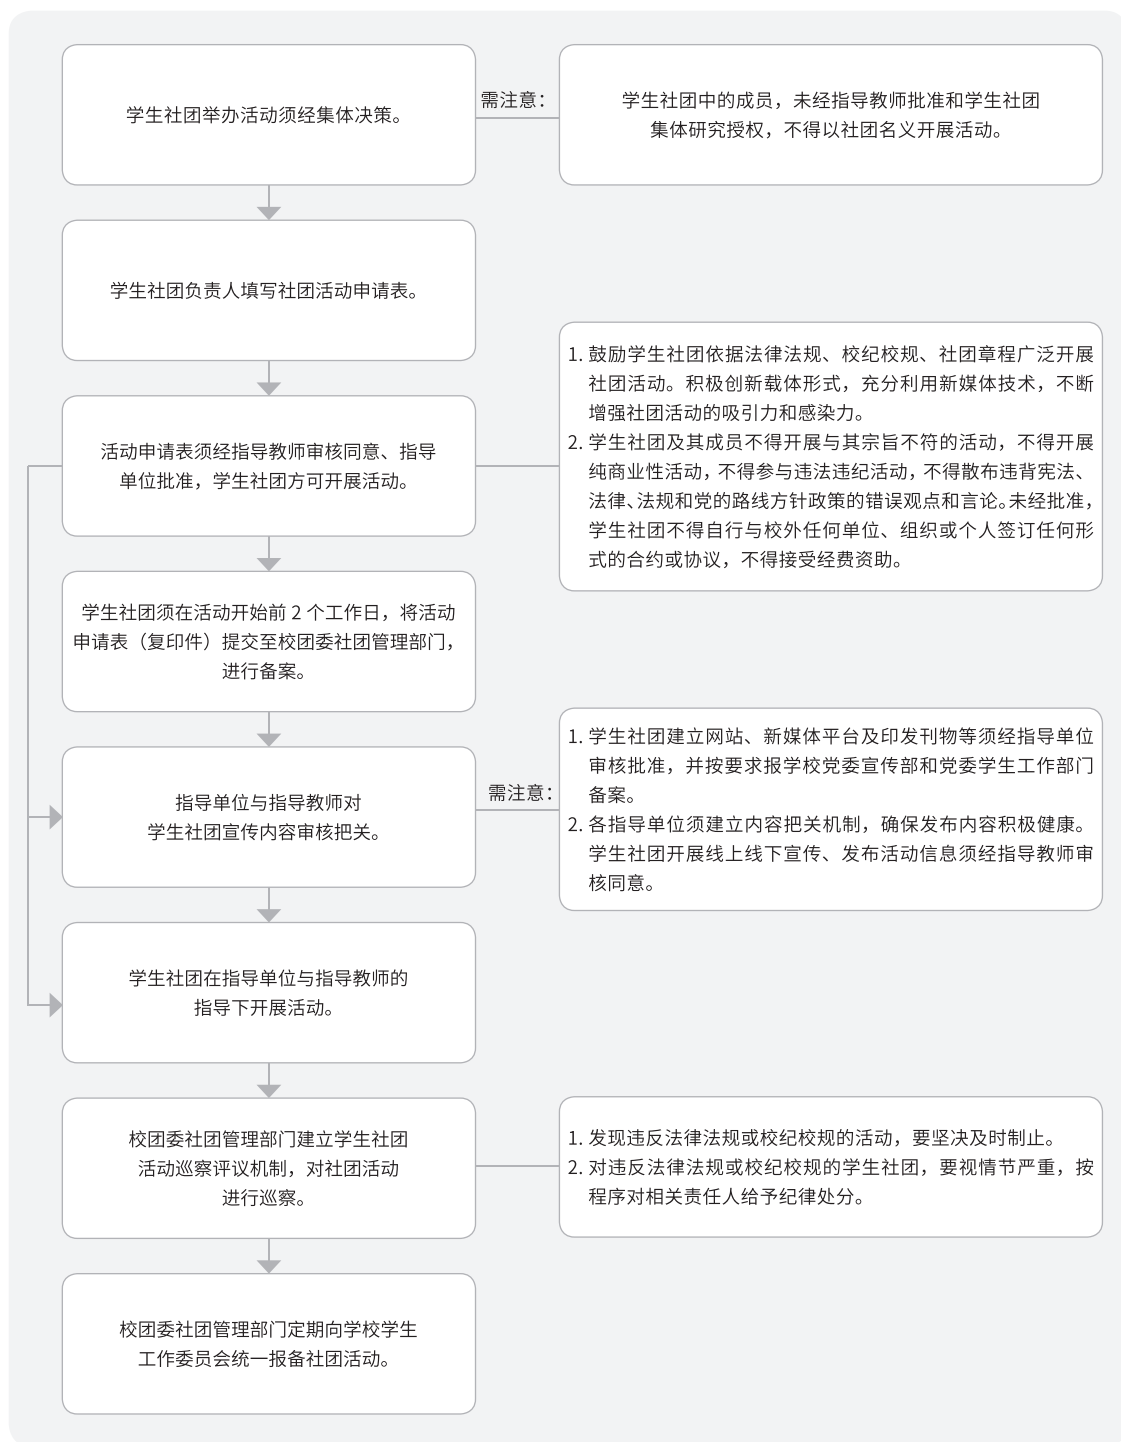 学生社团举办活动须经集体决策。
需注意：
学生社团中的成员，未经指导教师批准和学生社团
集体研究授权，不得以社团名义开展活动。
学生社团负责人填写社团活动申请表。
活动申请表须经指导教师审核同意、指导
单位批准，学生社团方可开展活动。
1. 鼓励学生社团依据法律法规、校纪校规、社团章程广泛开展
社团活动。积极创新载体形式，充分利用新媒体技术，不断
增强社团活动的吸引力和感染力。
2. 学生社团及其成员不得开展与其宗旨不符的活动，不得开展
纯商业性活动，不得参与违法违纪活动，不得散布违背宪法、
法律、法规和党的路线方针政策的错误观点和言论。未经批准，
学生社团不得自行与校外任何单位、组织或个人签订任何形
式的合约或协议，不得接受经费资助。
学生社团须在活动开始前 2 个工作日，将活动
申请表（复印件）提交至校团委社团管理部门，
进行备案。
指导单位与指导教师对
学生社团宣传内容审核把关。
需注意：
1. 学生社团建立网站、新媒体平台及印发刊物等须经指导单位
审核批准，并按要求报学校党委宣传部和党委学生工作部门
备案。
2. 各指导单位须建立内容把关机制，确保发布内容积极健康。
学生社团开展线上线下宣传、发布活动信息须经指导教师审
核同意。
学生社团在指导单位与指导教师的
指导下开展活动。
校团委社团管理部门建立学生社团
活动巡察评议机制，对社团活动
进行巡察。
1. 发现违反法律法规或校纪校规的活动，要坚决及时制止。
2. 对违反法律法规或校纪校规的学生社团，要视情节严重，按
程序对相关责任人给予纪律处分。
校团委社团管理部门定期向学校学生
工作委员会统一报备社团活动。